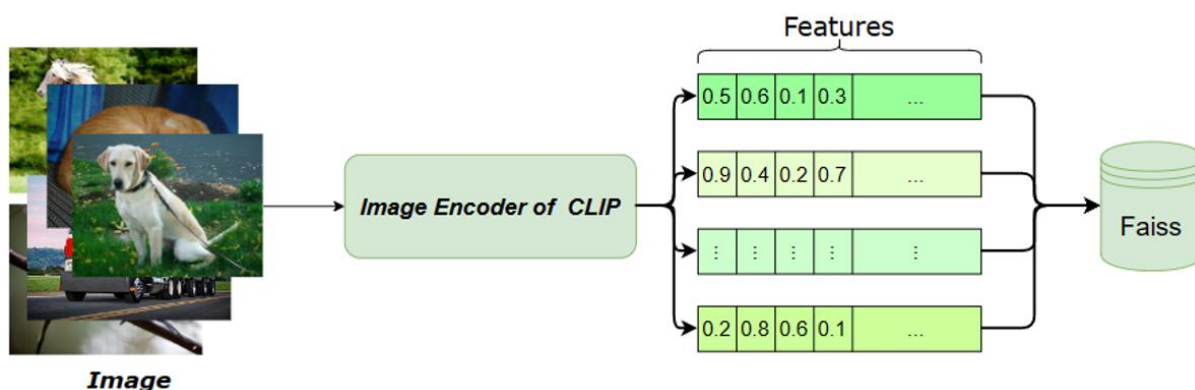 Features
0.5 0.6 0.1 0.3 ...
0.9 0.4 0.2 0.7 ...
Image Encoder of CLIP
Faiss
⋮ ⋮ ⋮ ⋮ ⋮
0.2 0.8 0.6 0.1 ...
Image